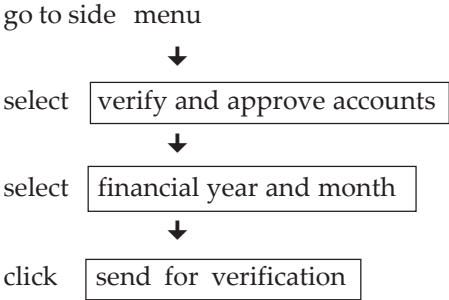 go to side menu
select verify and approve accounts
select financial year and month
click send for verification